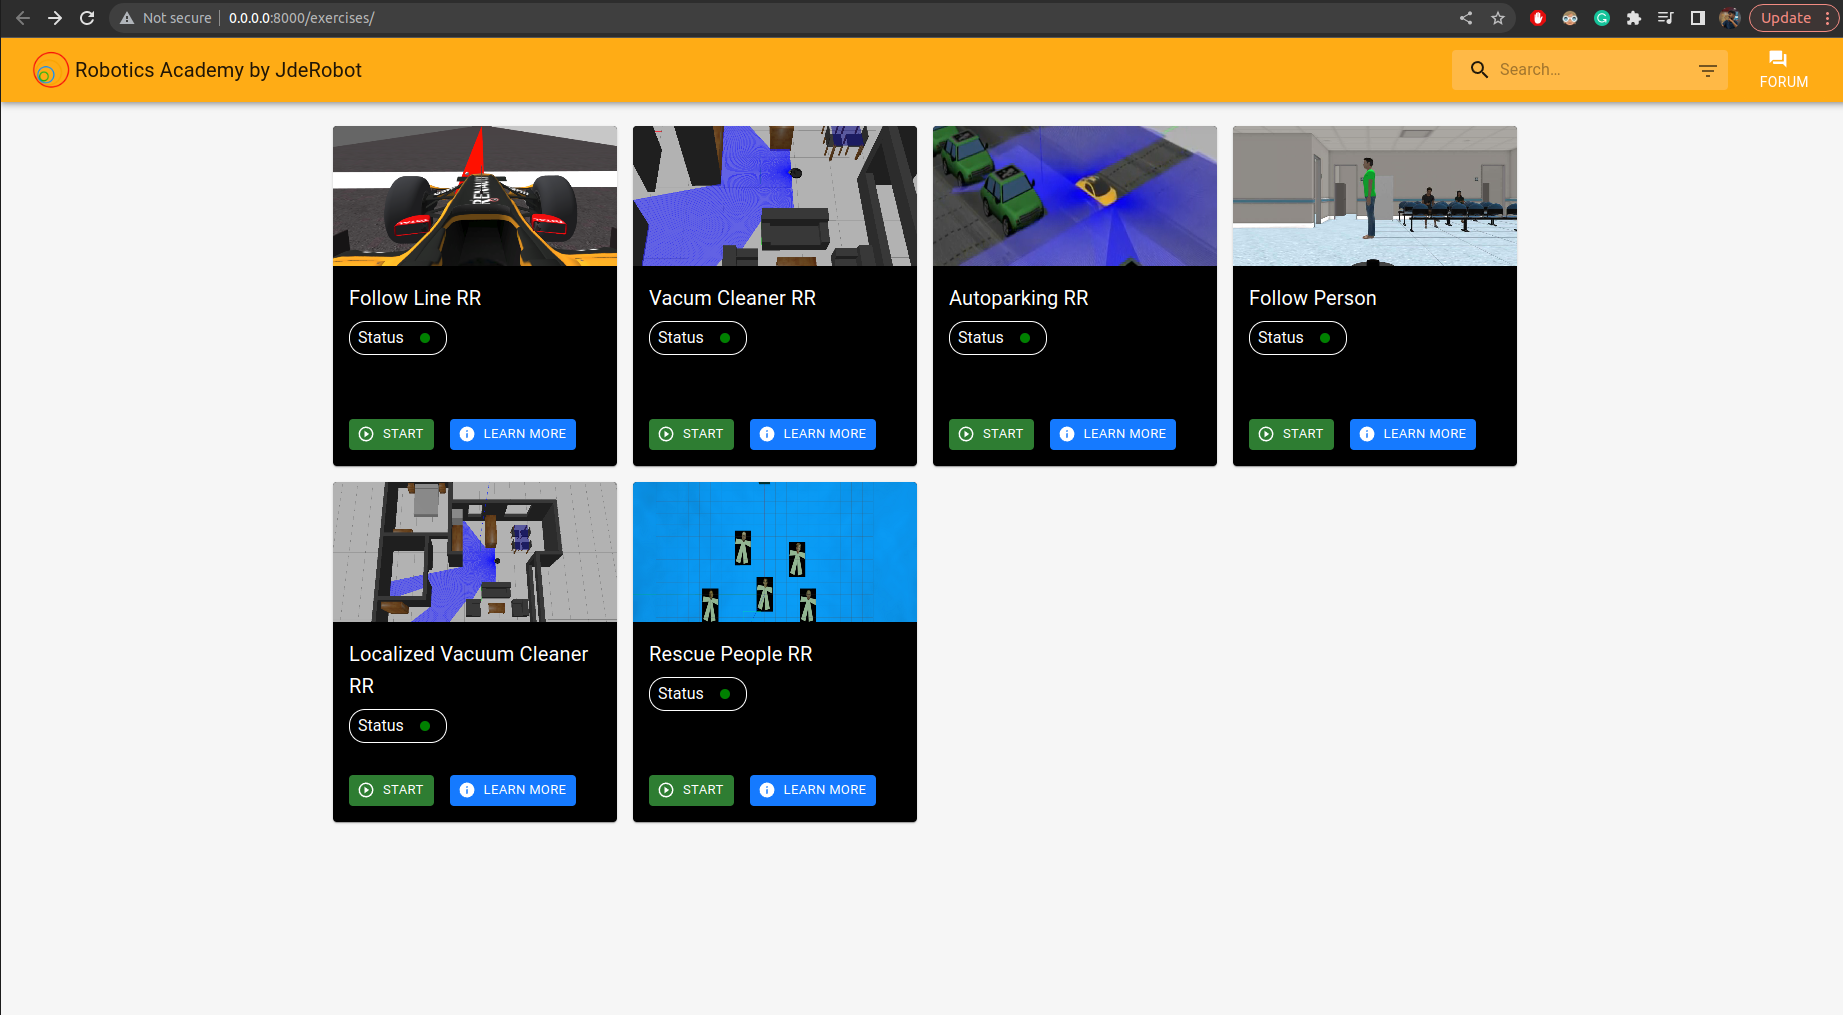 Not secure
0.0.0.0:8000/exercises/
Update
Robotics Academy by JdeRobot
Search...
FORUM
Follow Line RR
Status
START
LEARN MORE
Vacum Cleaner RR
Status
START
LEARN MORE
Autoparking RR
Status
START
LEARN MORE
Follow Person
Status
START
LEARN MORE
Localized Vacuum Cleaner
RR
Status
START
LEARN MORE
Rescue People RR
Status
START
LEARN MORE